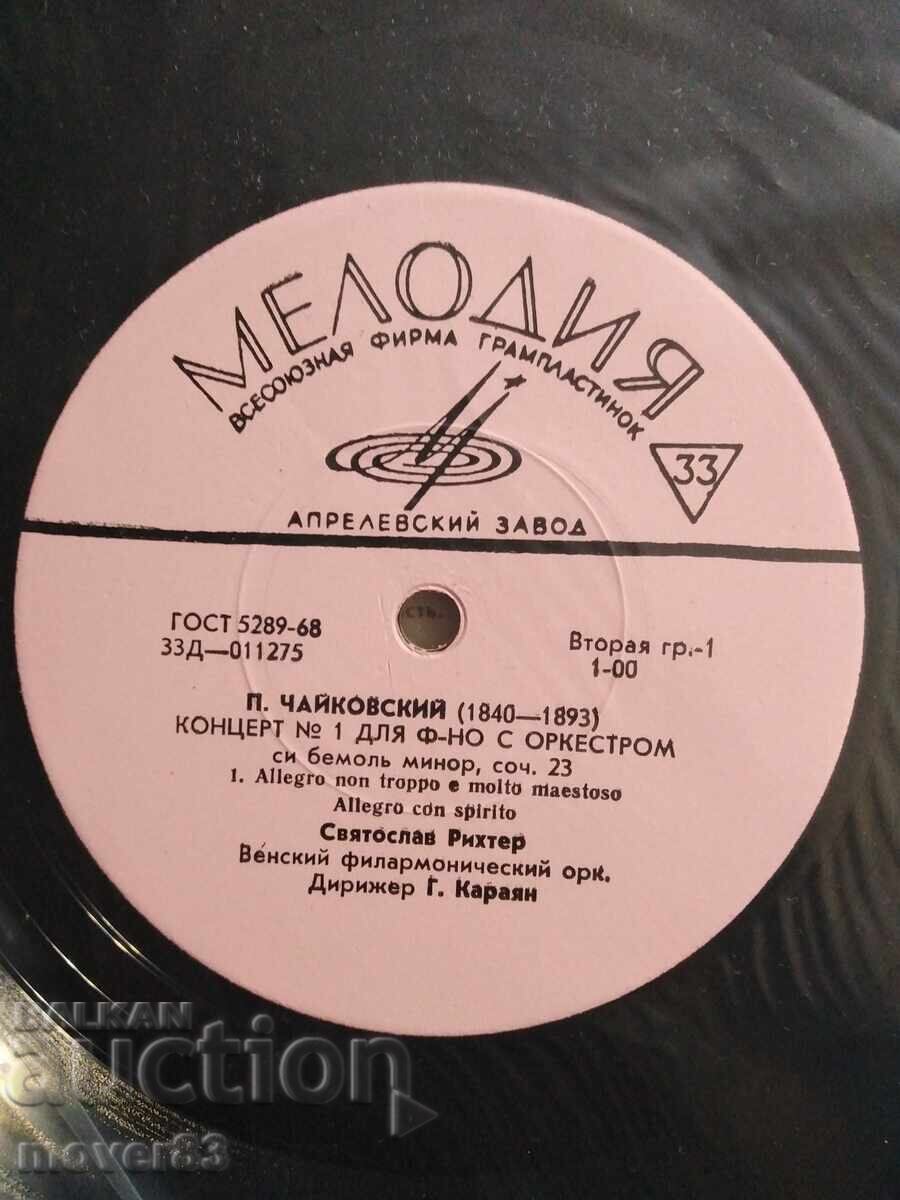 МЕЛОДИЯ
ВСЕСОЮЗНАЯ ФИРМА ГРАМПЛАСТИНОК
33
АПРЕЛЕВСКИЙ ЗАВОД
ГОСТ 5289-68
33Д—011275
Вторая гр.-1
1-00
П. ЧАЙКОВСКИЙ (1840—1893)
КОНЦЕРТ № 1 ДЛЯ Ф-НО С ОРКЕСТРОМ
си бемоль минор, соч. 23
1. Allegro non troppo e molto maestoso
Allegro con spirito
Святослав Рихтер
Венский филармонический орк.
Дирижер Г. Караян
BALKAN
auction
mover83